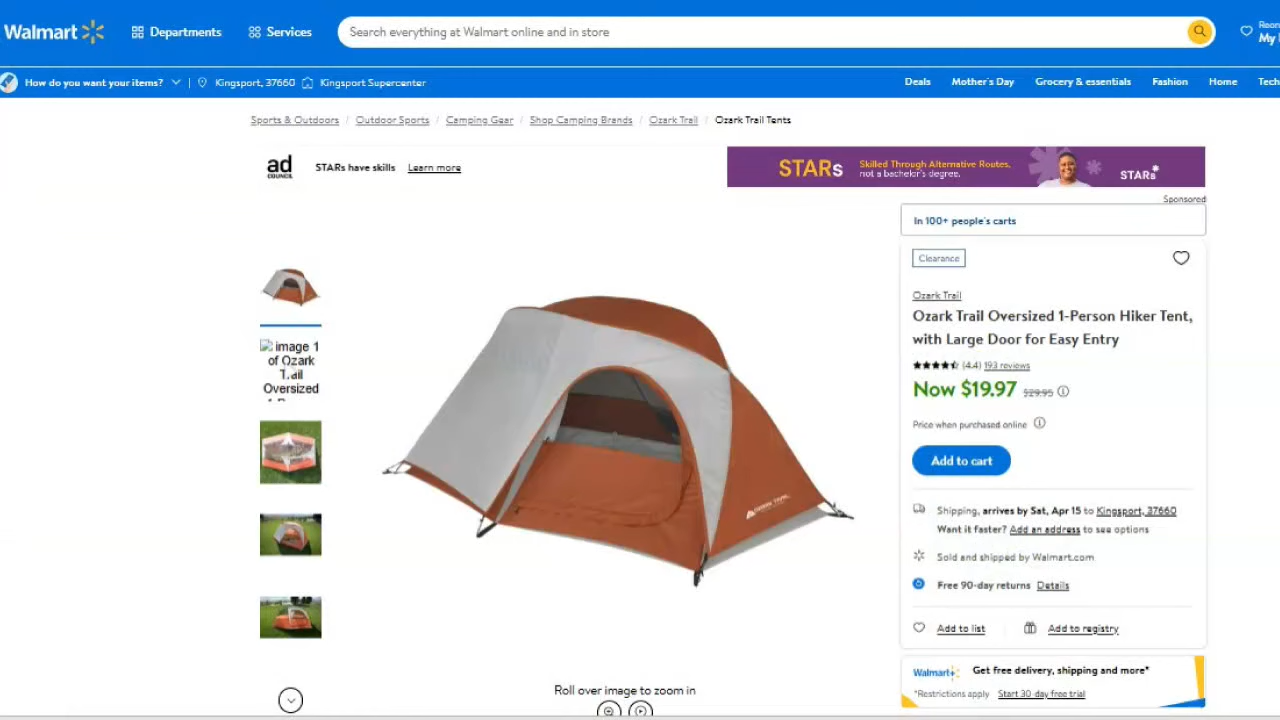 Walmart
Departments
Services
Search everything at Walmart online and in store
My
How do you want your items?
Kingsport, 37660
Kingsport Supercenter
Deals
Mother's Day
Grocery & essentials
Fashion
Home
Tech
Sports & Outdoors / Outdoor Sports / Camping Gear / Shop Camping Brands / Ozark Trail / Ozark Trail Tents
ad
COUNCIL
STARs have skills
Learn more
STARs
Skilled Through Alternative Routes,
not a bachelor's degree.
STARs
Sponsored
In 100+ people's carts
Clearance
Ozark Trail
Ozark Trail Oversized 1-Person Hiker Tent,
with Large Door for Easy Entry
(4.4) 193 reviews
Now $19.97 $29.95
Price when purchased online
Add to cart
Shipping, arrives by Sat, Apr 15 to Kingsport, 37660
Want it faster? Add an address to see options
Sold and shipped by Walmart.com
Free 90-day returns Details
Add to list
Add to registry
Walmart+
Get free delivery, shipping and more*
*Restrictions apply
Start 30-day free trial
image 1
of Ozark
Trail
Oversized
OZARK TRAIL
Roll over image to zoom in